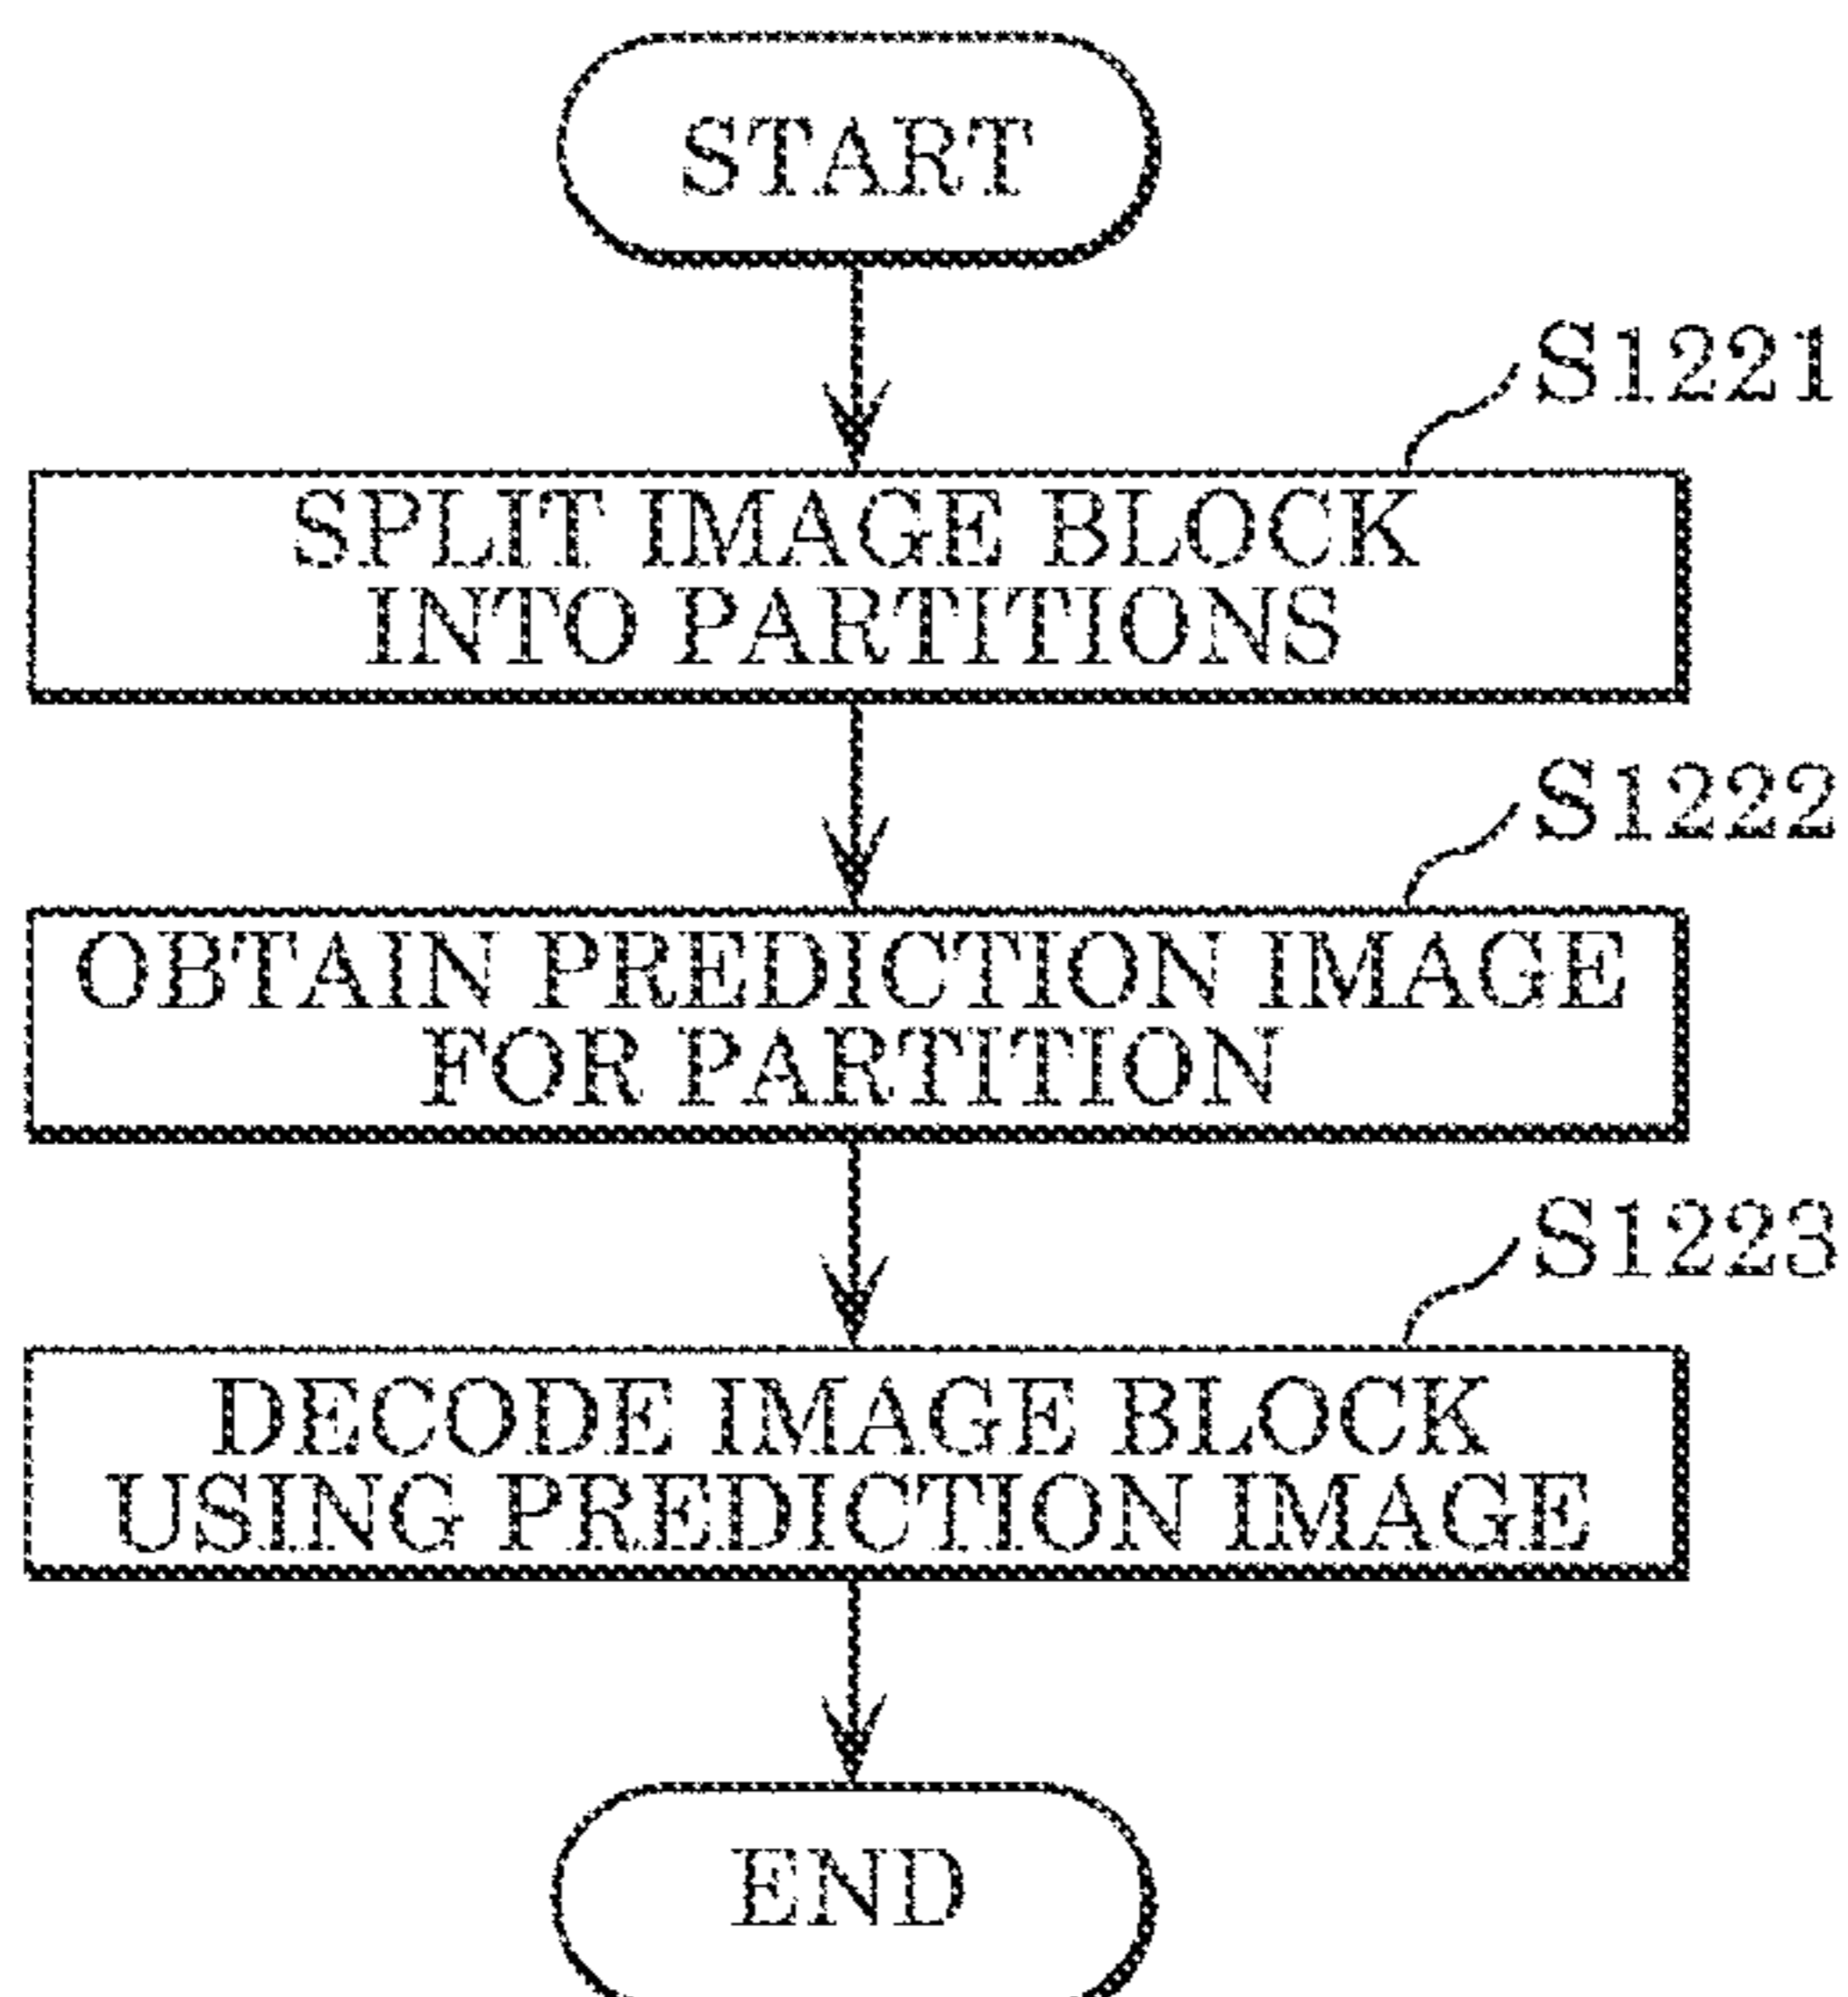 START
S1221
SPLIT IMAGE BLOCK
INTO PARTITIONS
S1222
OBTAIN PREDICTION IMAGE
FOR PARTITION
S1223
DECODE IMAGE BLOCK
USING PREDICTION IMAGE
END